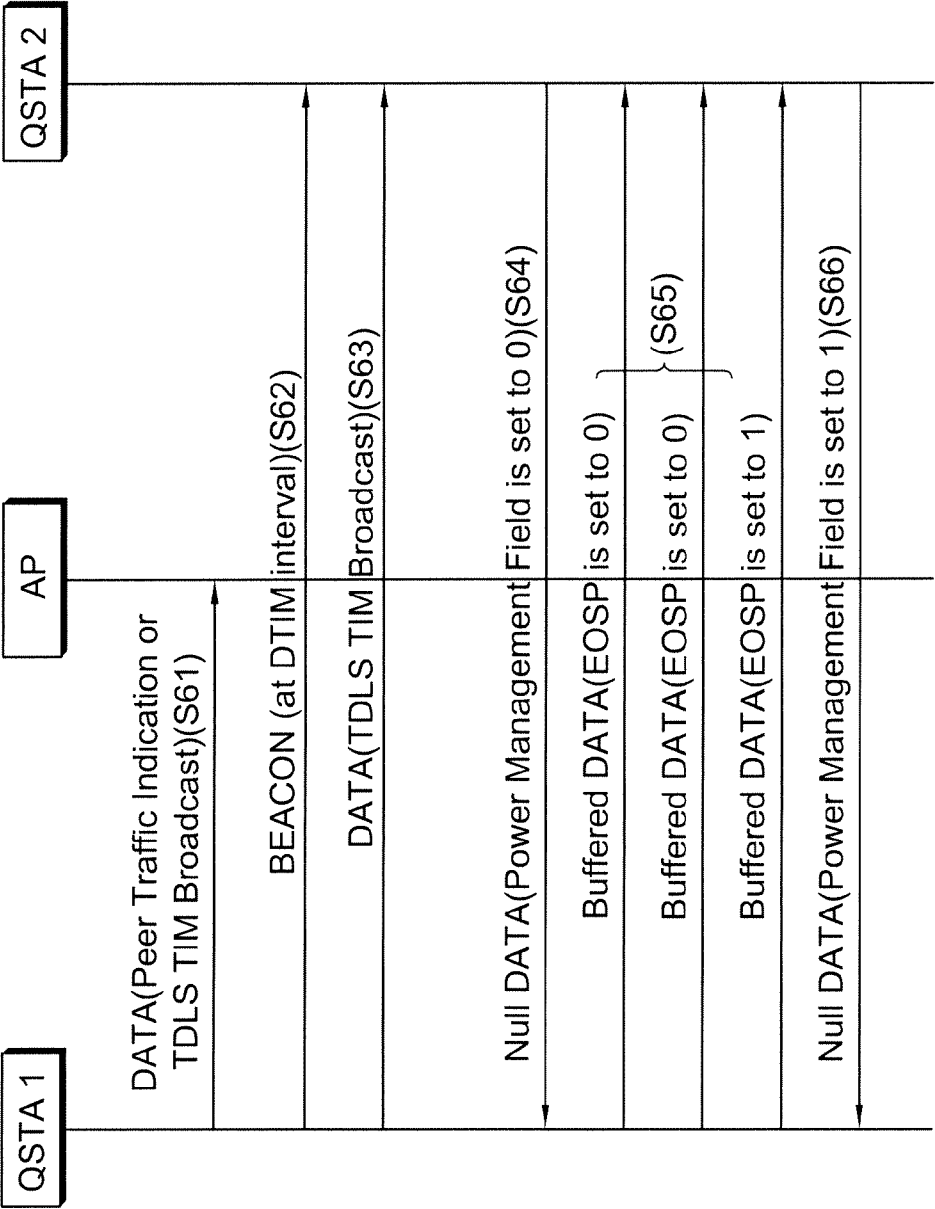 QSTA 1
AP
QSTA 2
DATA(Peer Traffic Indication or
TDLS TIM Broadcast)(S61)
BEACON (at DTIM interval)(S62)
DATA(TDLS TIM Broadcast)(S63)
Null DATA(Power Management Field is set to 0)(S64)
Buffered DATA(EOSP is set to 0)
(S65)
Buffered DATA(EOSP is set to 0)
Buffered DATA(EOSP is set to 1)
Null DATA(Power Management Field is set to 1)(S66)